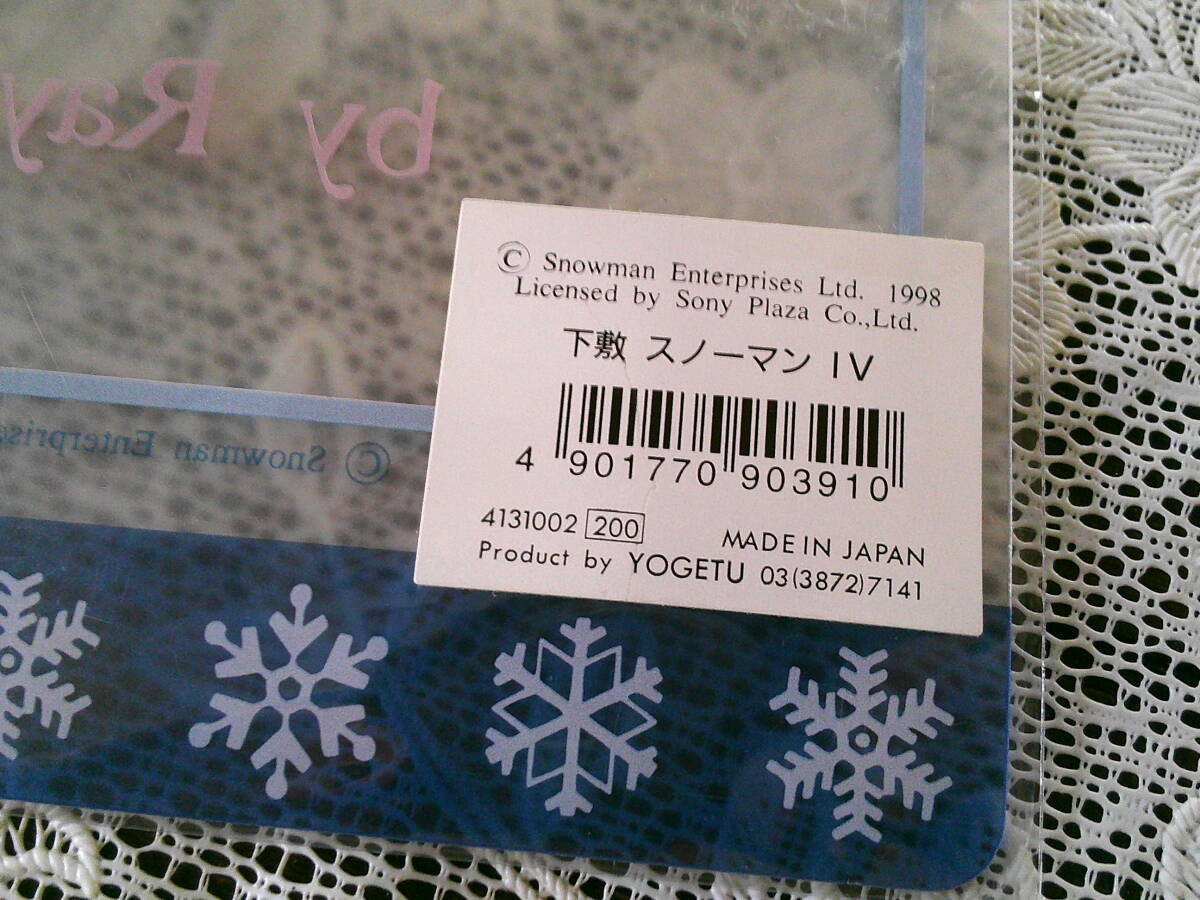 by Ray
© Snowman Enterprises Ltd. 1998
Licensed by Sony Plaza Co.,Ltd.
下敷 スノーマン IV
4 901770 903910
4131002 200 MADE IN JAPAN
Product by YOGETU 03(3872)7141
© Snowman